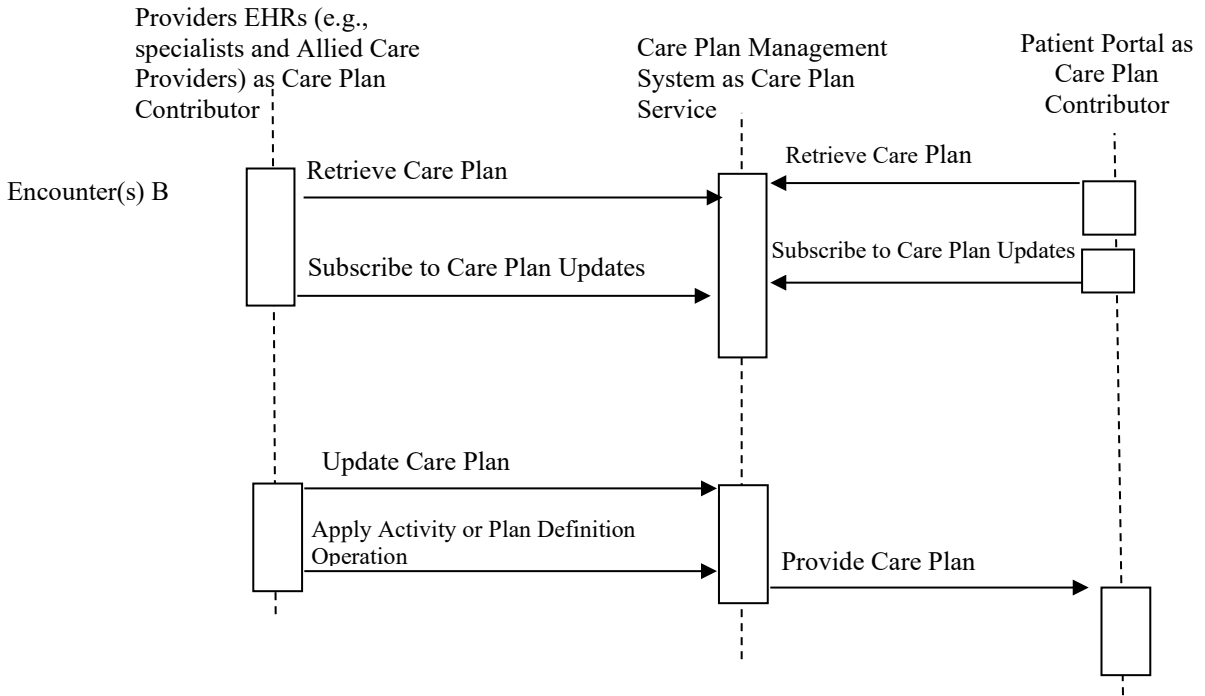 Providers EHRs (e.g.,
specialists and Allied Care
Providers) as Care Plan
Contributor
Care Plan Management
System as Care Plan
Service
Patient Portal as
Care Plan
Contributor
Encounter(s) B
Retrieve Care Plan
Retrieve Care Plan
Subscribe to Care Plan Updates
Subscribe to Care Plan Updates
Update Care Plan
Apply Activity or Plan Definition
Operation
Provide Care Plan